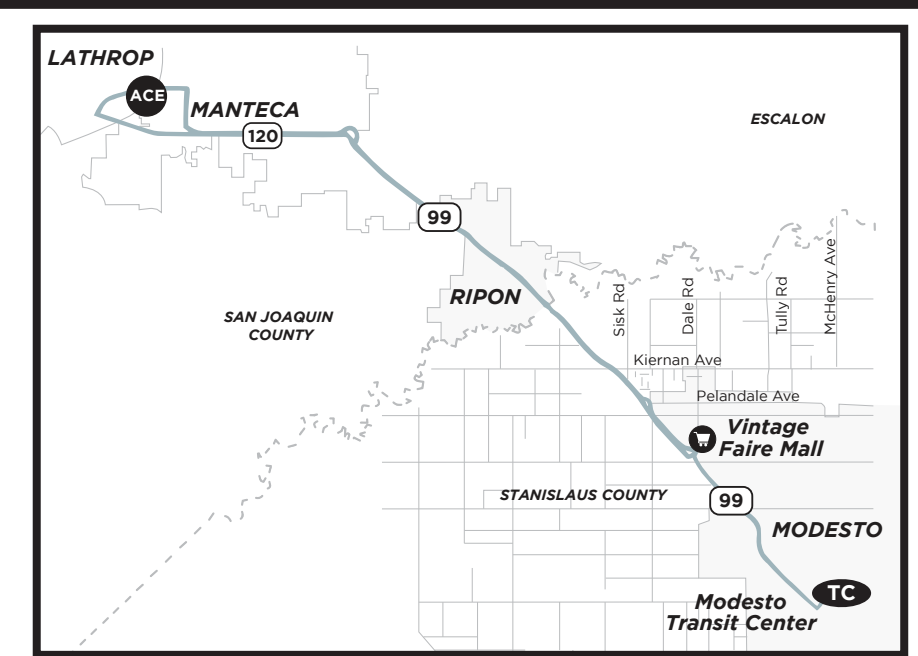 LATHROP
ACE
MANTECA
120
ESCALON
99
RIPON
SAN JOAQUIN
COUNTY
Sisk Rd
Dale Rd
Tully Rd
McHenry Ave
Kiernan Ave
Pelandale Ave
Vintage
Faire Mall
STANISLAUS COUNTY
99
MODESTO
TC
Modesto
Transit Center